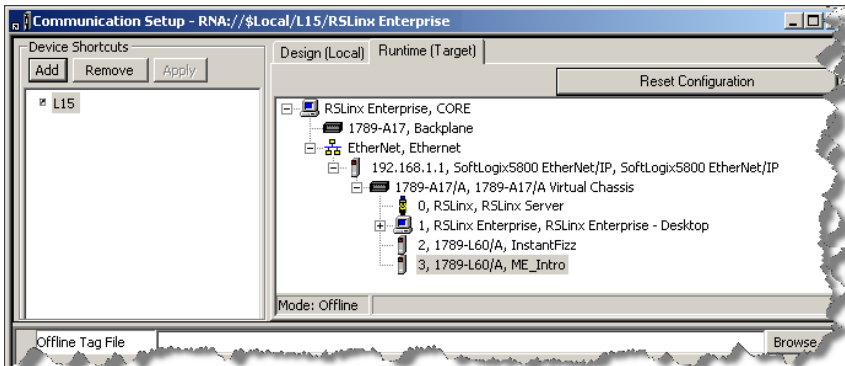 Communication Setup - RNA://$Local/L15/RSLinx Enterprise
Device Shortcuts
Add Remove Apply
L15
Design (Local) Runtime (Target)
Reset Configuration
RSLinx Enterprise, CORE
1789-A17, Backplane
EtherNet, Ethernet
192.168.1.1, SoftLogix5800 EtherNet/IP, SoftLogix5800 EtherNet/IP
1789-A17/A, 1789-A17/A Virtual Chassis
0, RSLinx, RSLinx Server
1, RSLinx Enterprise, RSLinx Enterprise - Desktop
2, 1789-L60/A, InstantFizz
3, 1789-L60/A, ME_Intro
Mode: Offline
Offline Tag File
Browse